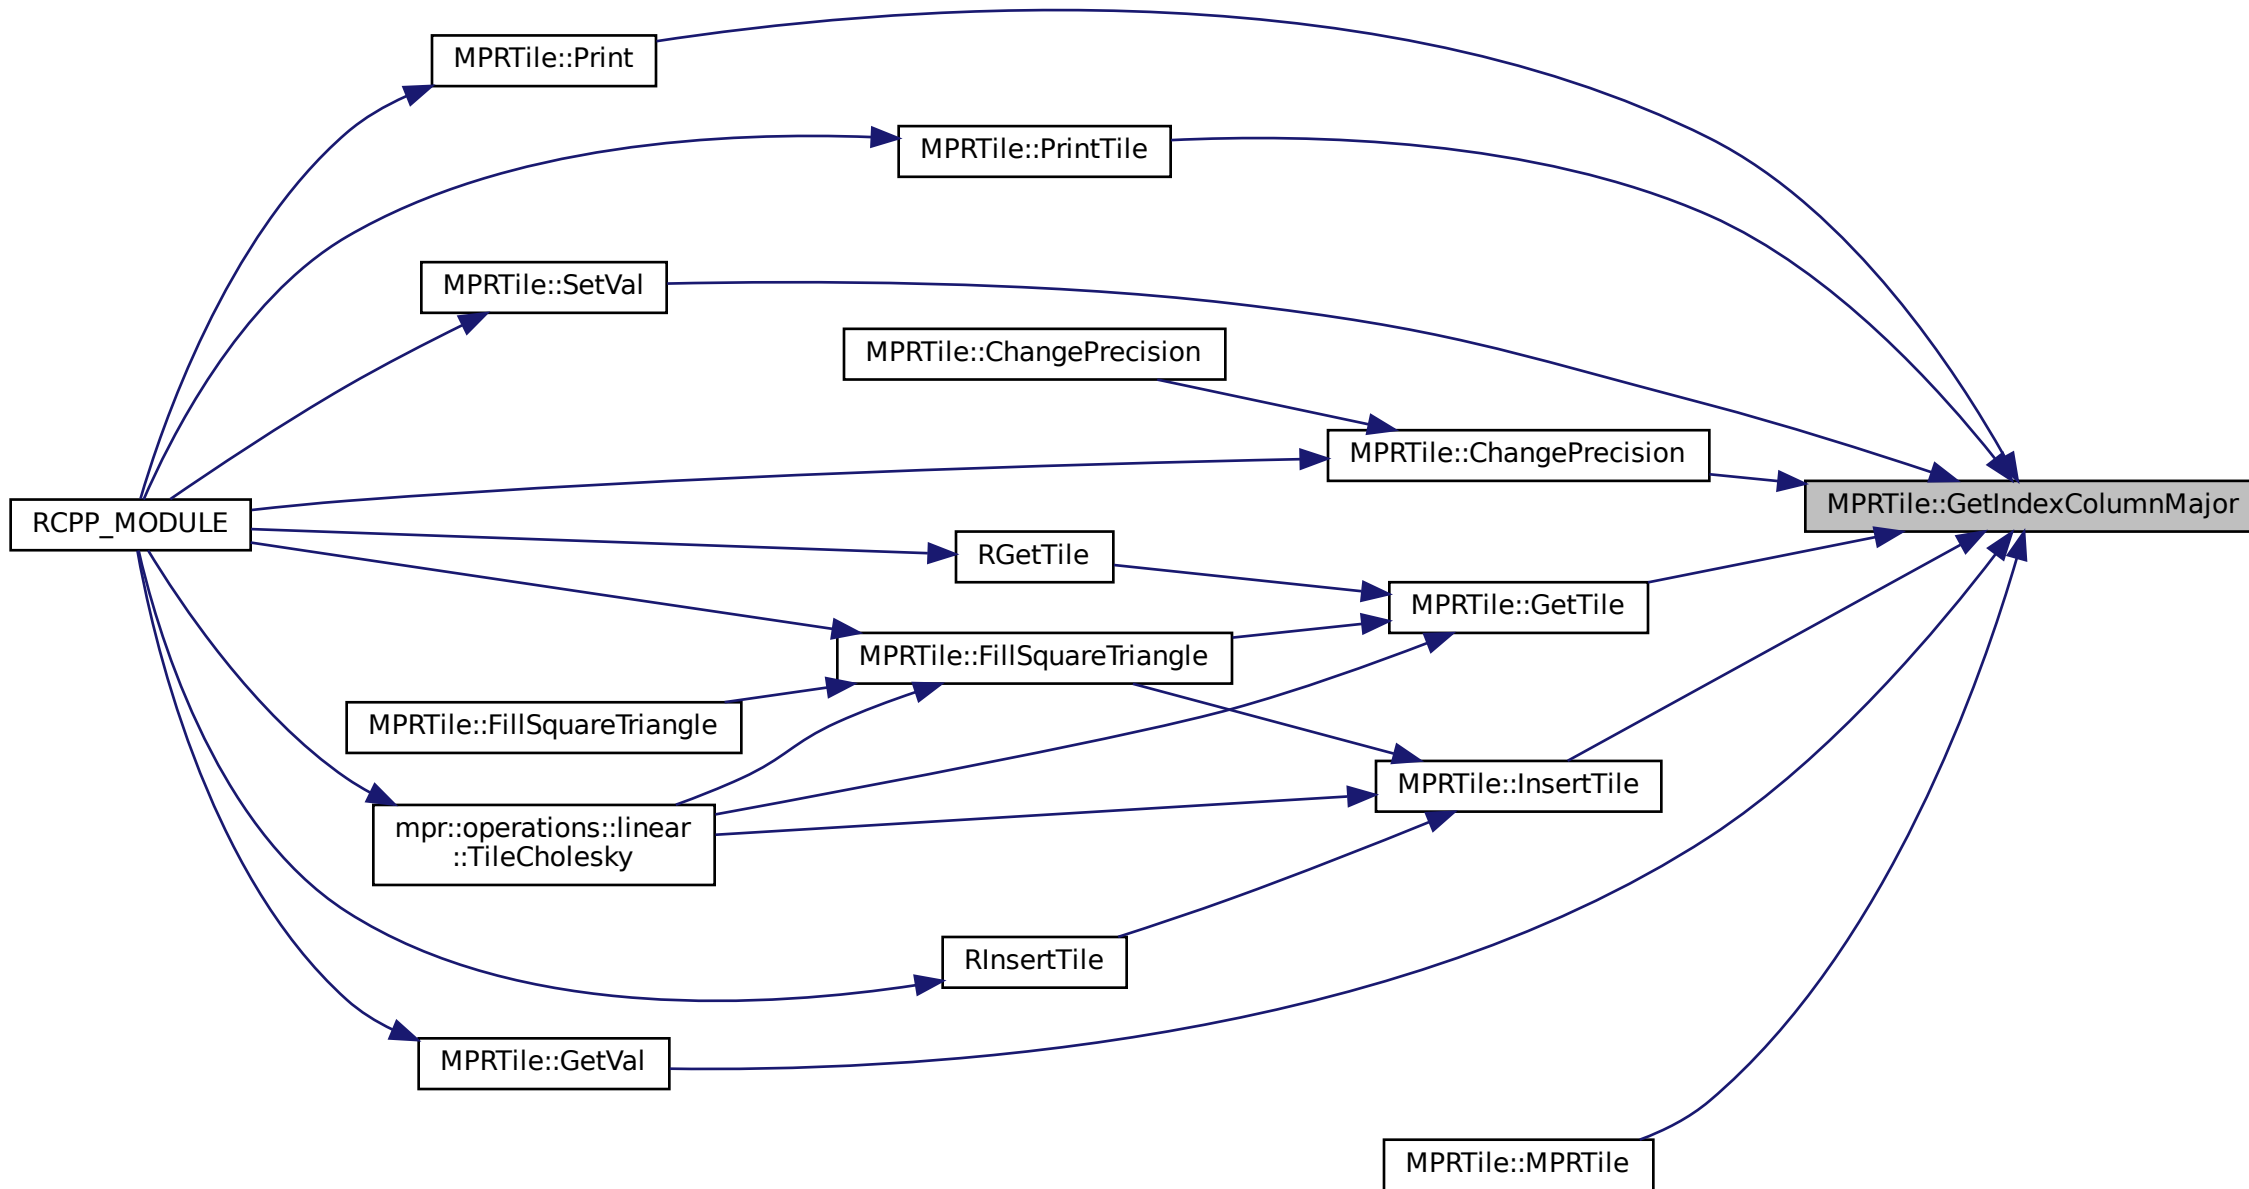 MPRTile::Print
MPRTile::PrintTile
MPRTile::SetVal
MPRTile::ChangePrecision
MPRTile::ChangePrecision
MPRTile::GetIndexColumnMajor
RCPP_MODULE
RGetTile
MPRTile::GetTile
MPRTile::FillSquareTriangle
MPRTile::FillSquareTriangle
MPRTile::InsertTile
mpr::operations::linear
::TileCholesky
RInsertTile
MPRTile::GetVal
MPRTile::MPRTile